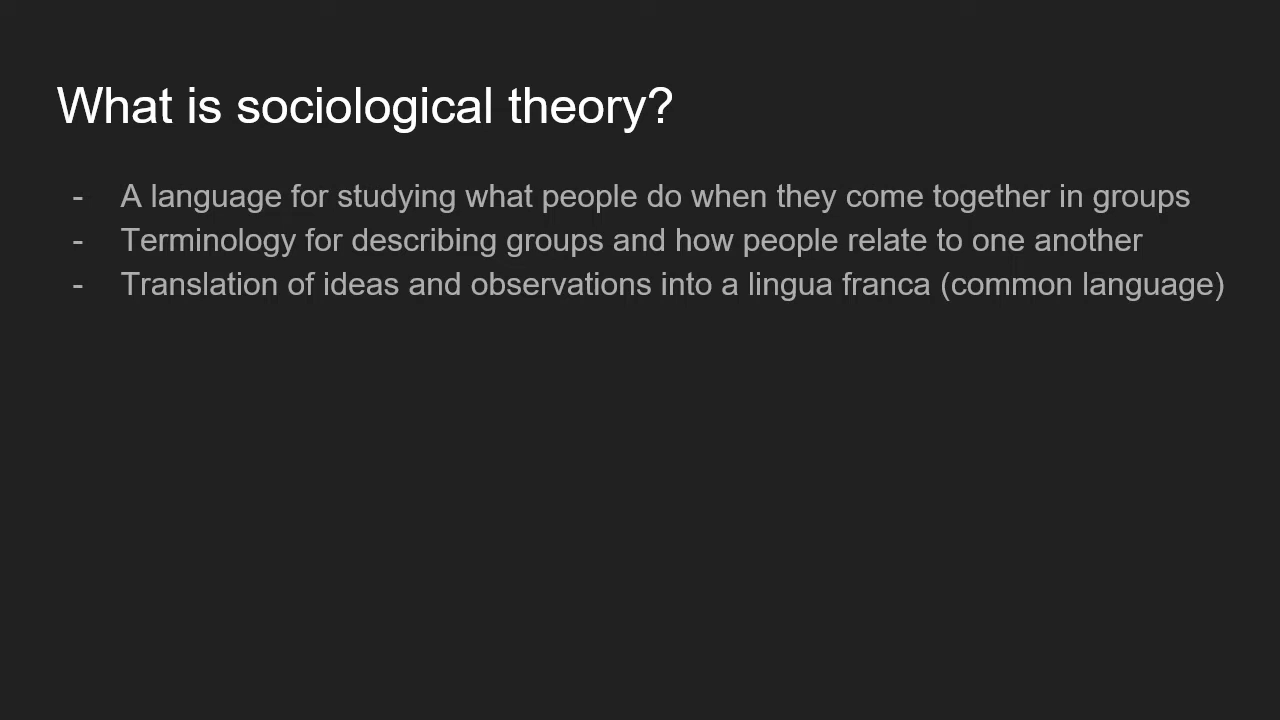 What is sociological theory?
- A language for studying what people do when they come together in groups
- Terminology for describing groups and how people relate to one another
- Translation of ideas and observations into a lingua franca (common language)